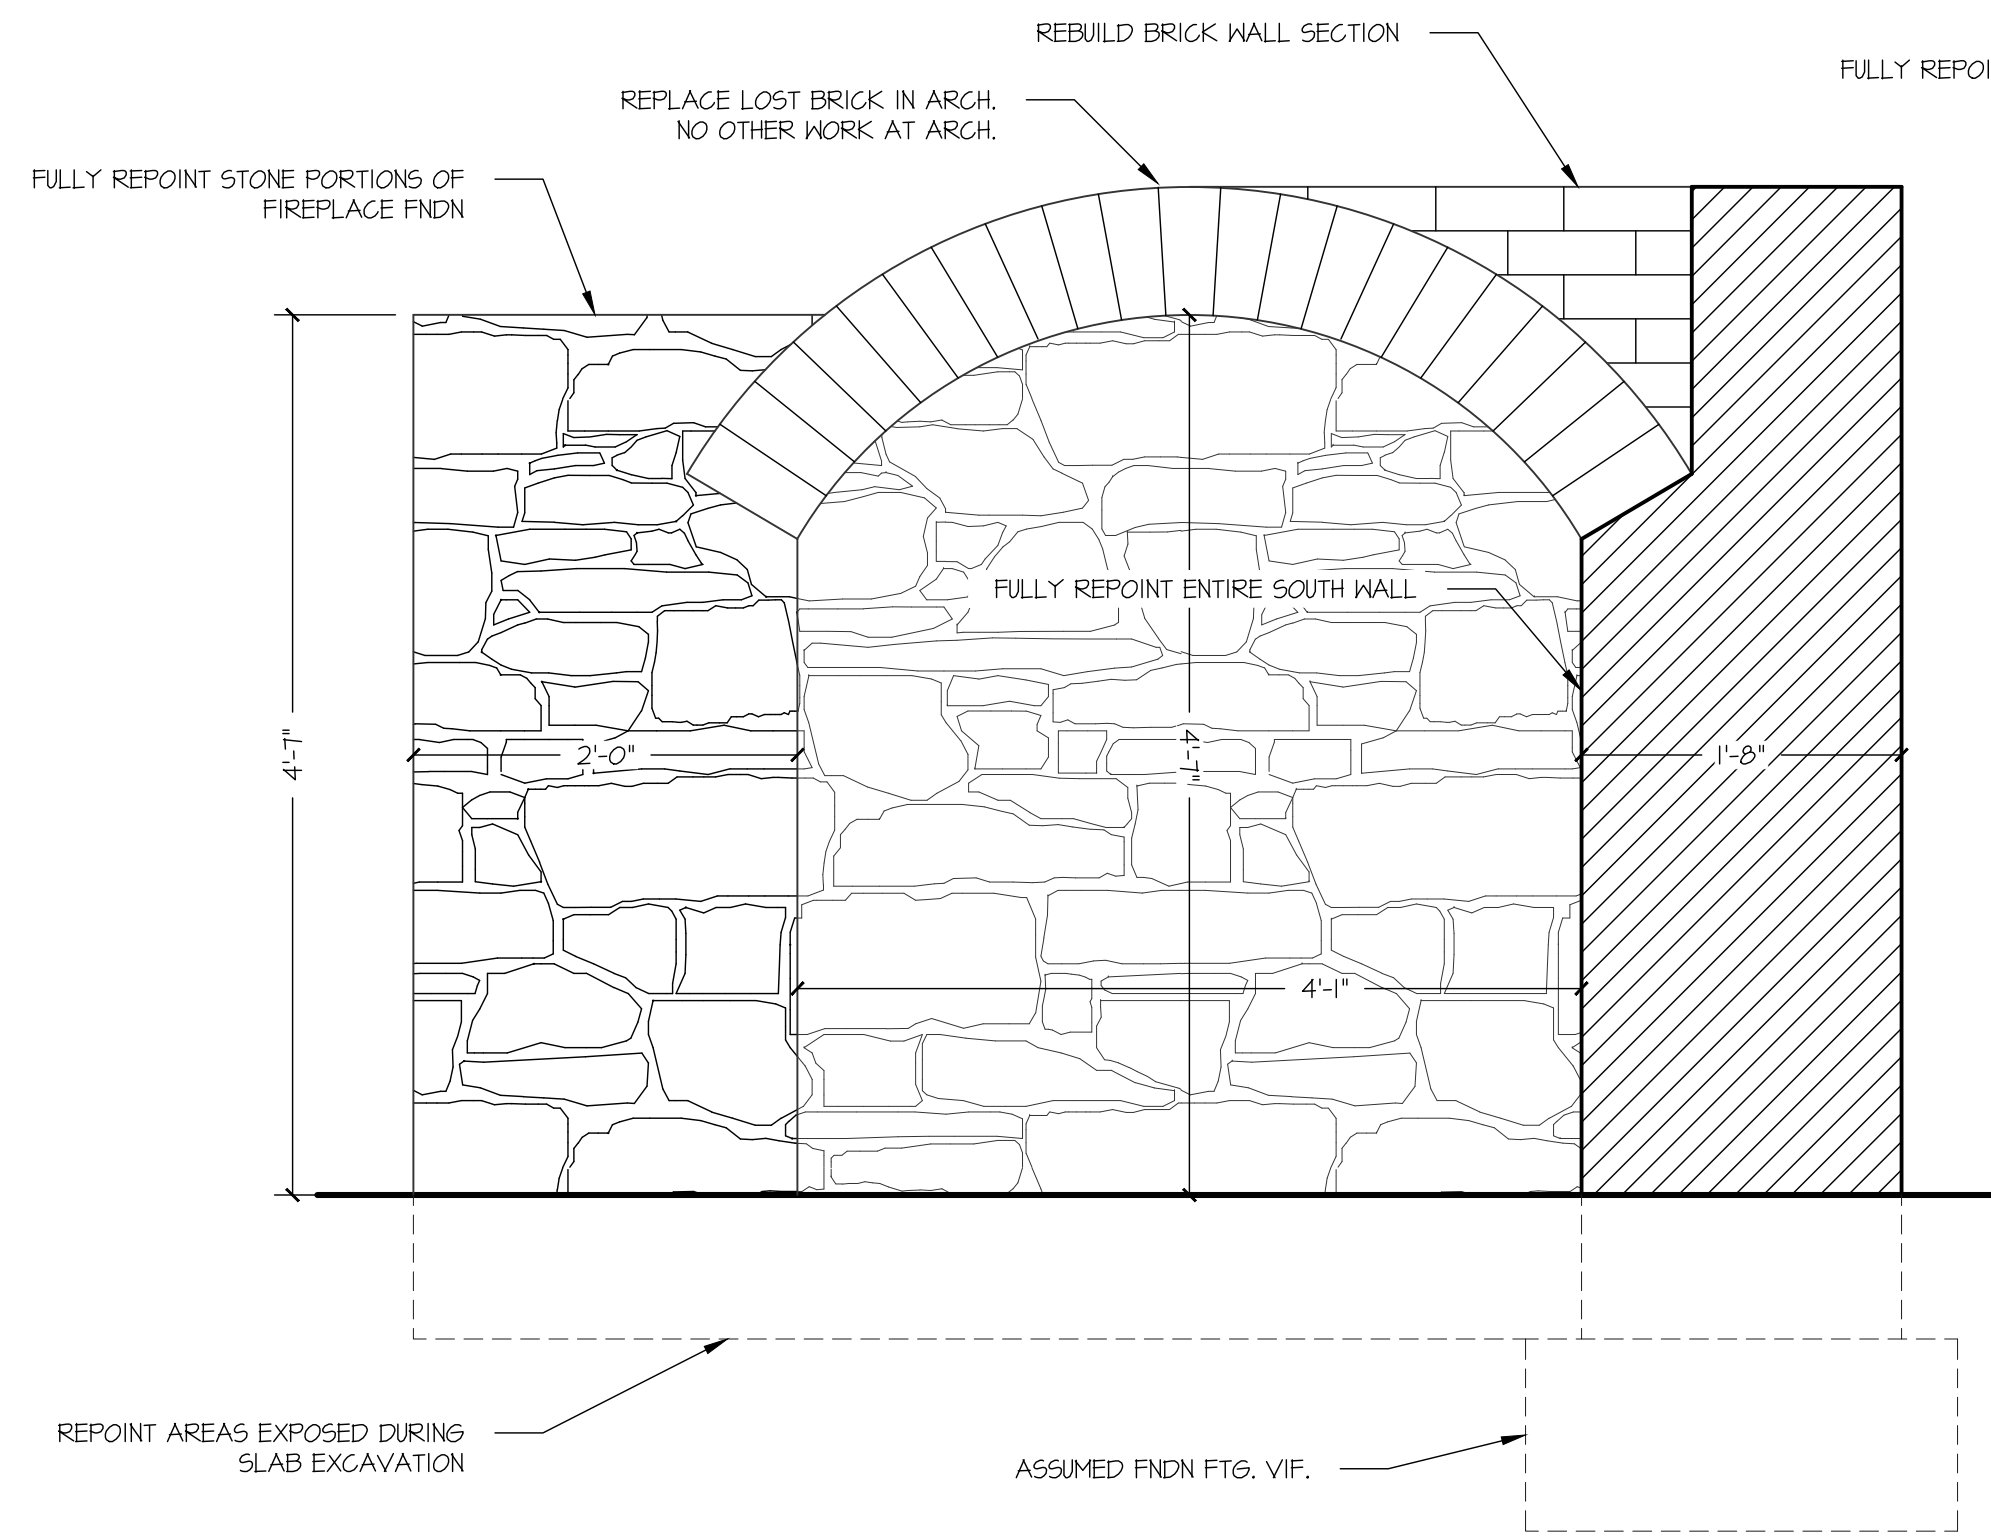 REBUILD BRICK WALL SECTION
FULLY REPOI
REPLACE LOST BRICK IN ARCH.
NO OTHER WORK AT ARCH.
FULLY REPOINT STONE PORTIONS OF
FIREPLACE FNDN
FULLY REPOINT ENTIRE SOUTH WALL
4'-7"
2'-0"
4'-7"
1'-8"
4'-1"
REPOINT AREAS EXPOSED DURING
SLAB EXCAVATION
ASSUMED FNDN FTG. VIF.